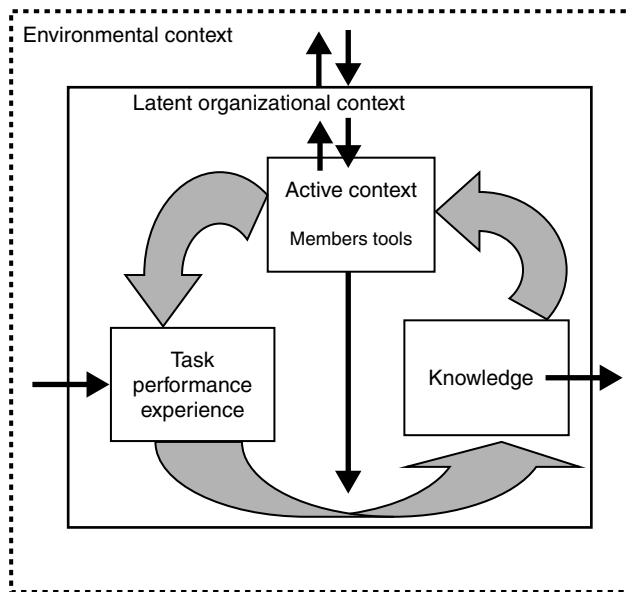 Environmental context
Latent organizational context
Active context
Members tools
Task
performance
experience
Knowledge